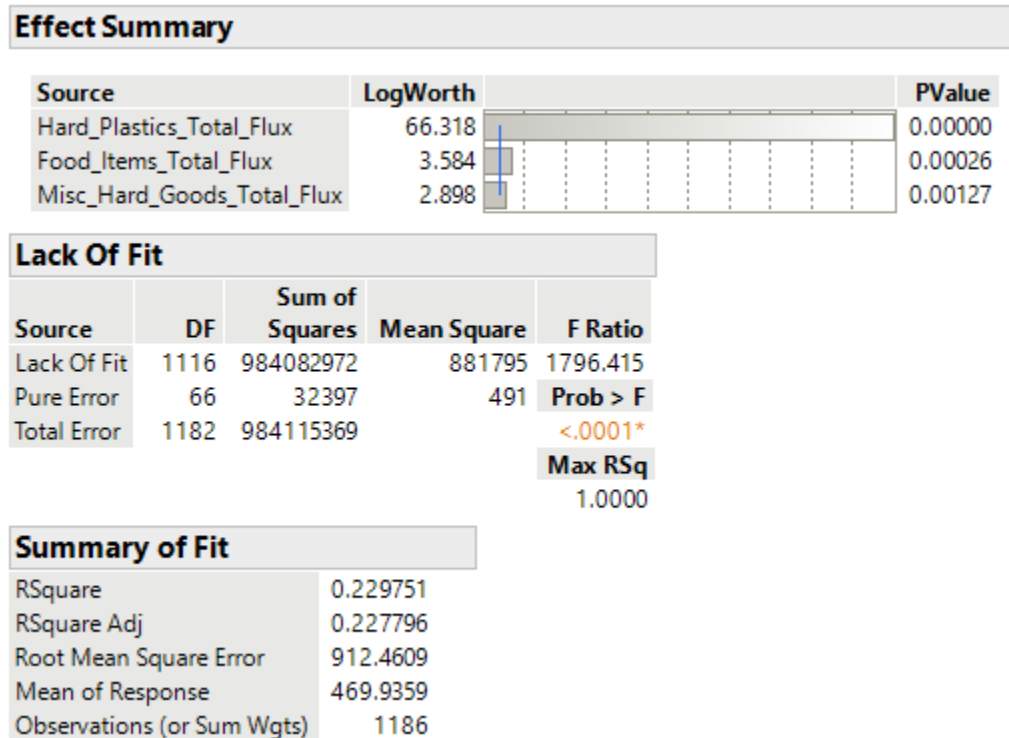 Effect Summary
Source LogWorth PValue
Hard_Plastics_Total_Flux 66.318 0.00000
Food_Items_Total_Flux 3.584 0.00026
Misc_Hard_Goods_Total_Flux 2.898 0.00127
Lack Of Fit
Sum of
Source DF Squares Mean Square F Ratio
Lack Of Fit 1116 984082972 881795 1796.415
Pure Error 66 32397 491 Prob > F
Total Error 1182 984115369 <.0001*
Max RSq
1.0000
Summary of Fit
RSquare 0.229751
RSquare Adj 0.227796
Root Mean Square Error 912.4609
Mean of Response 469.9359
Observations (or Sum Wgts) 1186